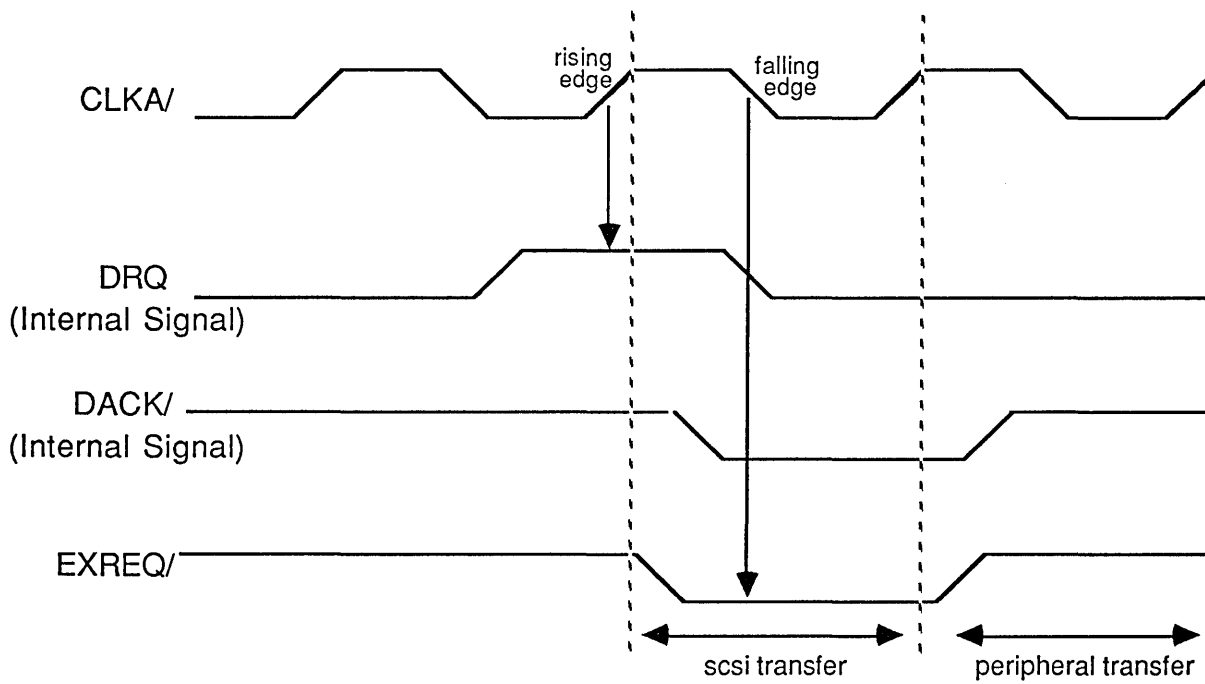 rising
edge
falling
edge
CLKA/
DRQ
(Internal Signal)
DACK/
(Internal Signal)
EXREQ/
scsi transfer
peripheral transfer